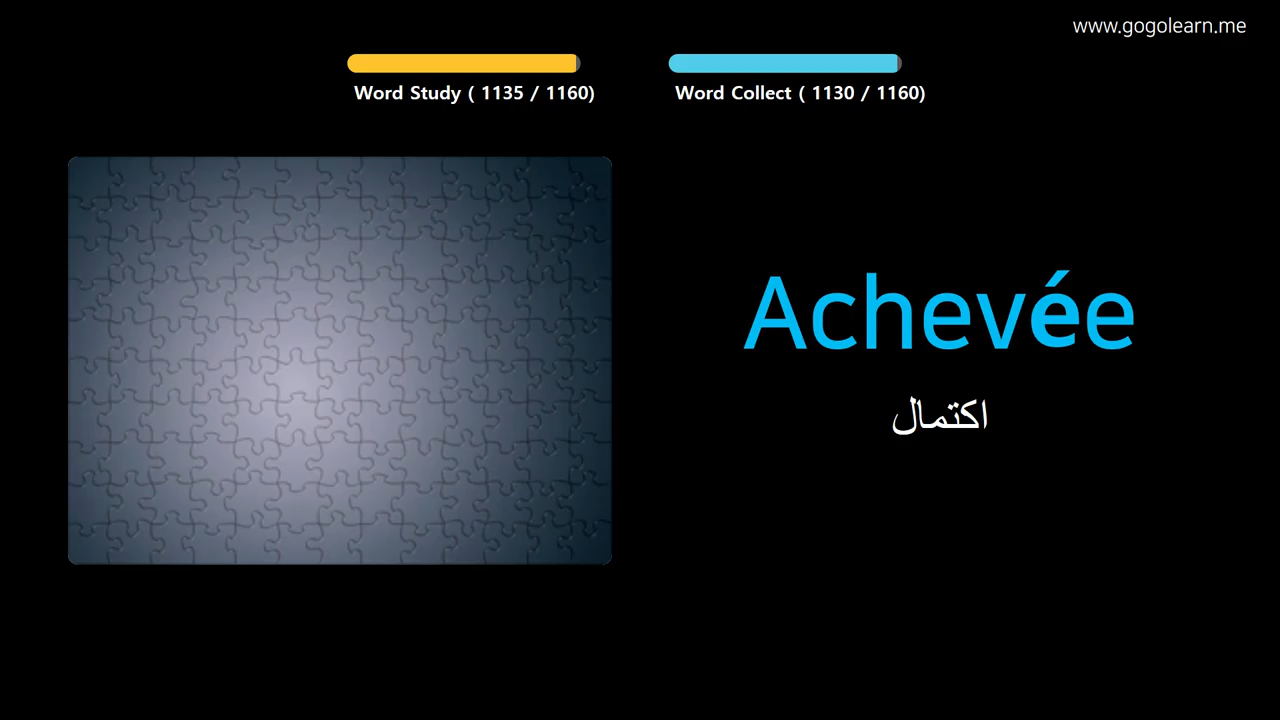 www.gogolearn.me
Word Study ( 1135 / 1160)
Word Collect ( 1130 / 1160)
Achevée
اكتمال